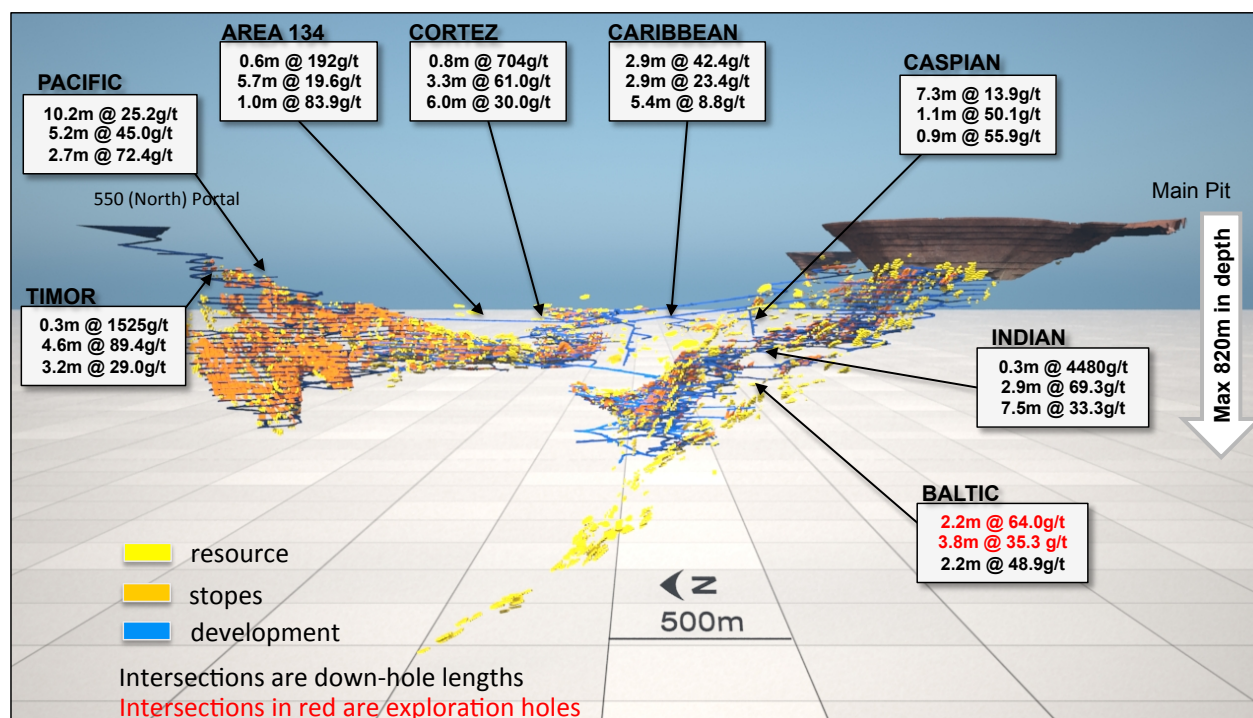 AREA 134
0.6m @ 192g/t
5.7m @ 19.6g/t
1.0m @ 83.9g/t
CORTEZ
0.8m @ 704g/t
3.3m @ 61.0g/t
6.0m @ 30.0g/t
CARIBBEAN
2.9m @ 42.4g/t
2.9m @ 23.4g/t
5.4m @ 8.8g/t
CASPIAN
7.3m @ 13.9g/t
1.1m @ 50.1g/t
0.9m @ 55.9g/t
PACIFIC
10.2m @ 25.2g/t
5.2m @ 45.0g/t
2.7m @ 72.4g/t
550 (North) Portal
Main Pit
Max 820m in depth
TIMOR
0.3m @ 1525g/t
4.6m @ 89.4g/t
3.2m @ 29.0g/t
INDIAN
0.3m @ 4480g/t
2.9m @ 69.3g/t
7.5m @ 33.3g/t
BALTIC
2.2m @ 64.0g/t
3.8m @ 35.3 g/t
2.2m @ 48.9g/t
resource
stopes
development
N
500m
Intersections are down-hole lengths
Intersections in red are exploration holes